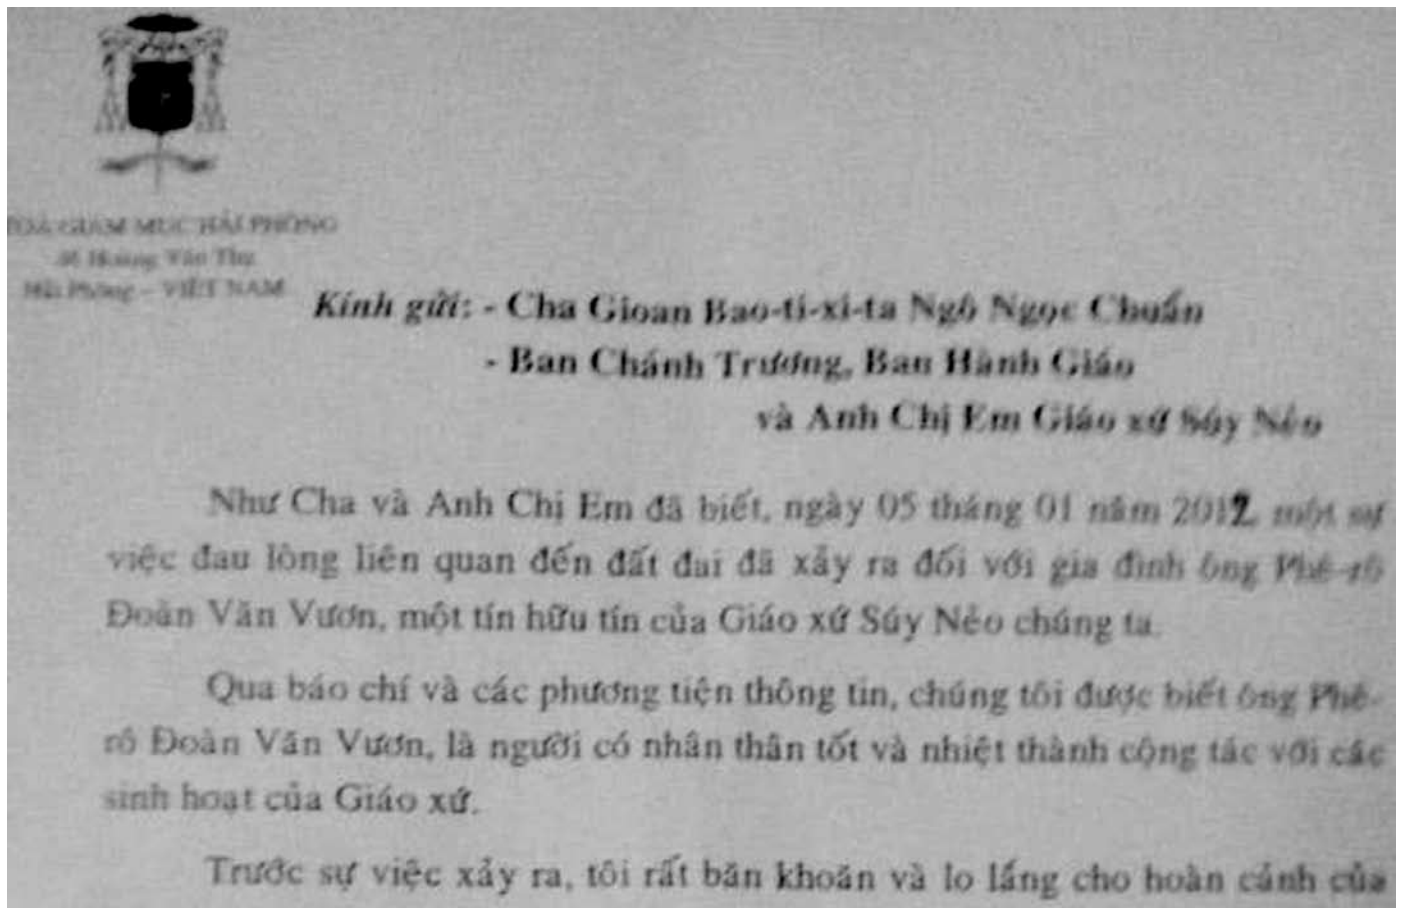 TOÀ GIÁM MỤC HẢI PHÒNG
Hoàng Văn Thụ
Hải Phòng – VIỆT NAM
Kính gửi: - Cha Gioan Bao-ti-xi-ta Ngô Ngọc Chuẩn
- Ban Chánh Trương, Ban Hành Giáo
và Anh Chị Em Giáo xứ Súy Nẻo
Như Cha và Anh Chị Em đã biết, ngày 05 tháng 01 năm 2012 một sự
việc đau lòng liên quan đến đất đai đã xảy ra đối với gia đình ông Phê-rô
Đoàn Văn Vươn, một tín hữu tín của Giáo xứ Súy Nẻo chúng ta.
Qua báo chí và các phương tiện thông tin, chúng tôi được biết ông Phê-
rô Đoàn Văn Vươn, là người có nhân thân tốt và nhiệt thành cộng tác với các
sinh hoạt của Giáo xứ.
Trước sự việc xảy ra, tôi rất băn khoăn và lo lắng cho hoàn cảnh của